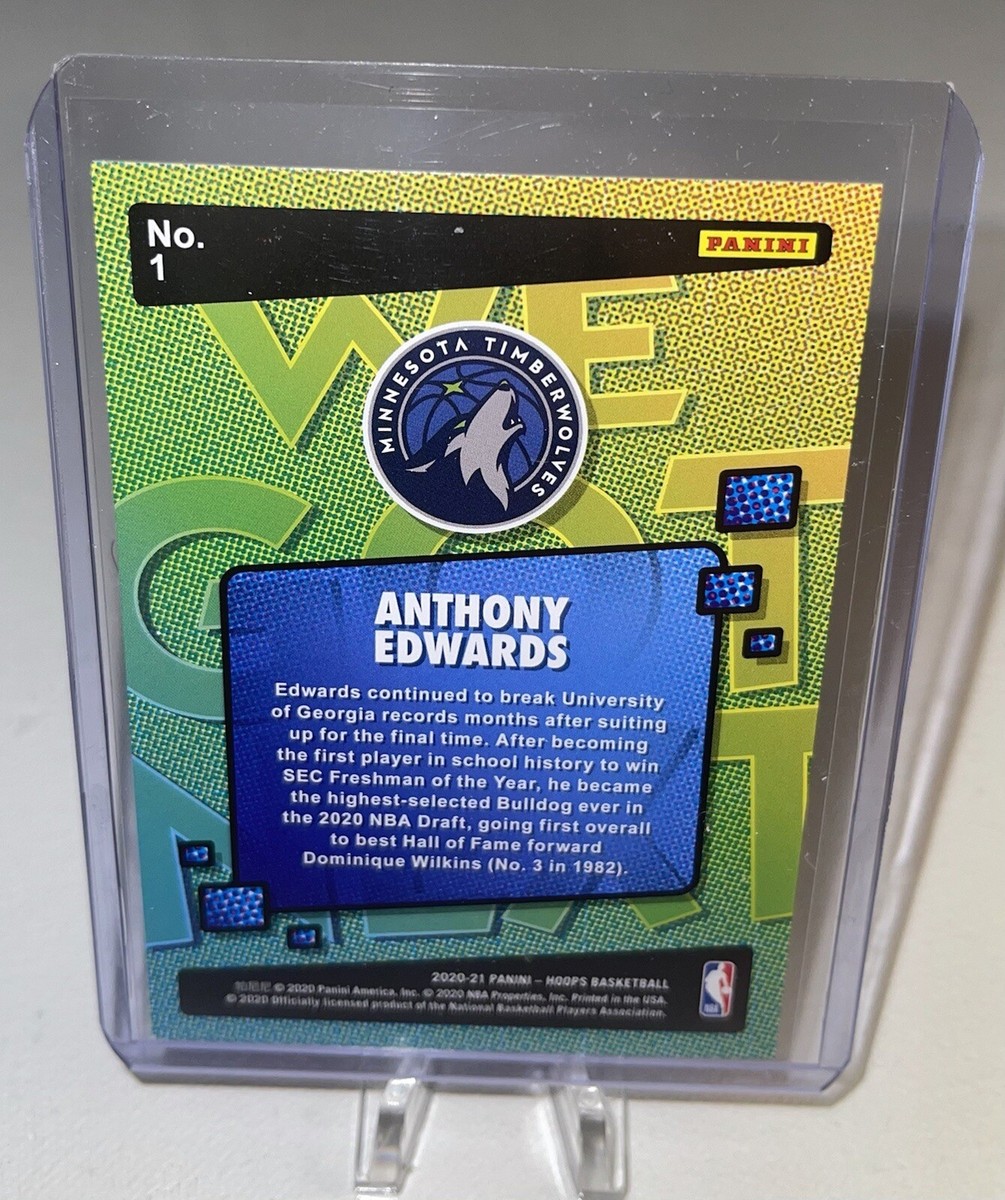 No.
1
PANINI
WE
GOT
NEXT
MINNESOTA TIMBERWOLVES
ANTHONY
EDWARDS
Edwards continued to break University
of Georgia records months after suiting
up for the final time. After becoming
the first player in school history to win
SEC Freshman of the Year, he became
the highest-selected Bulldog ever in
the 2020 NBA Draft, going first overall
to best Hall of Fame forward
Dominique Wilkins (No. 3 in 1982).
2020-21 PANINI – HOOPS BASKETBALL
© 2020 Panini America, Inc. © 2020 NBA Properties, Inc. Printed in the USA.
© 2020 Officially licensed product of the National Basketball Players Association.
NBA